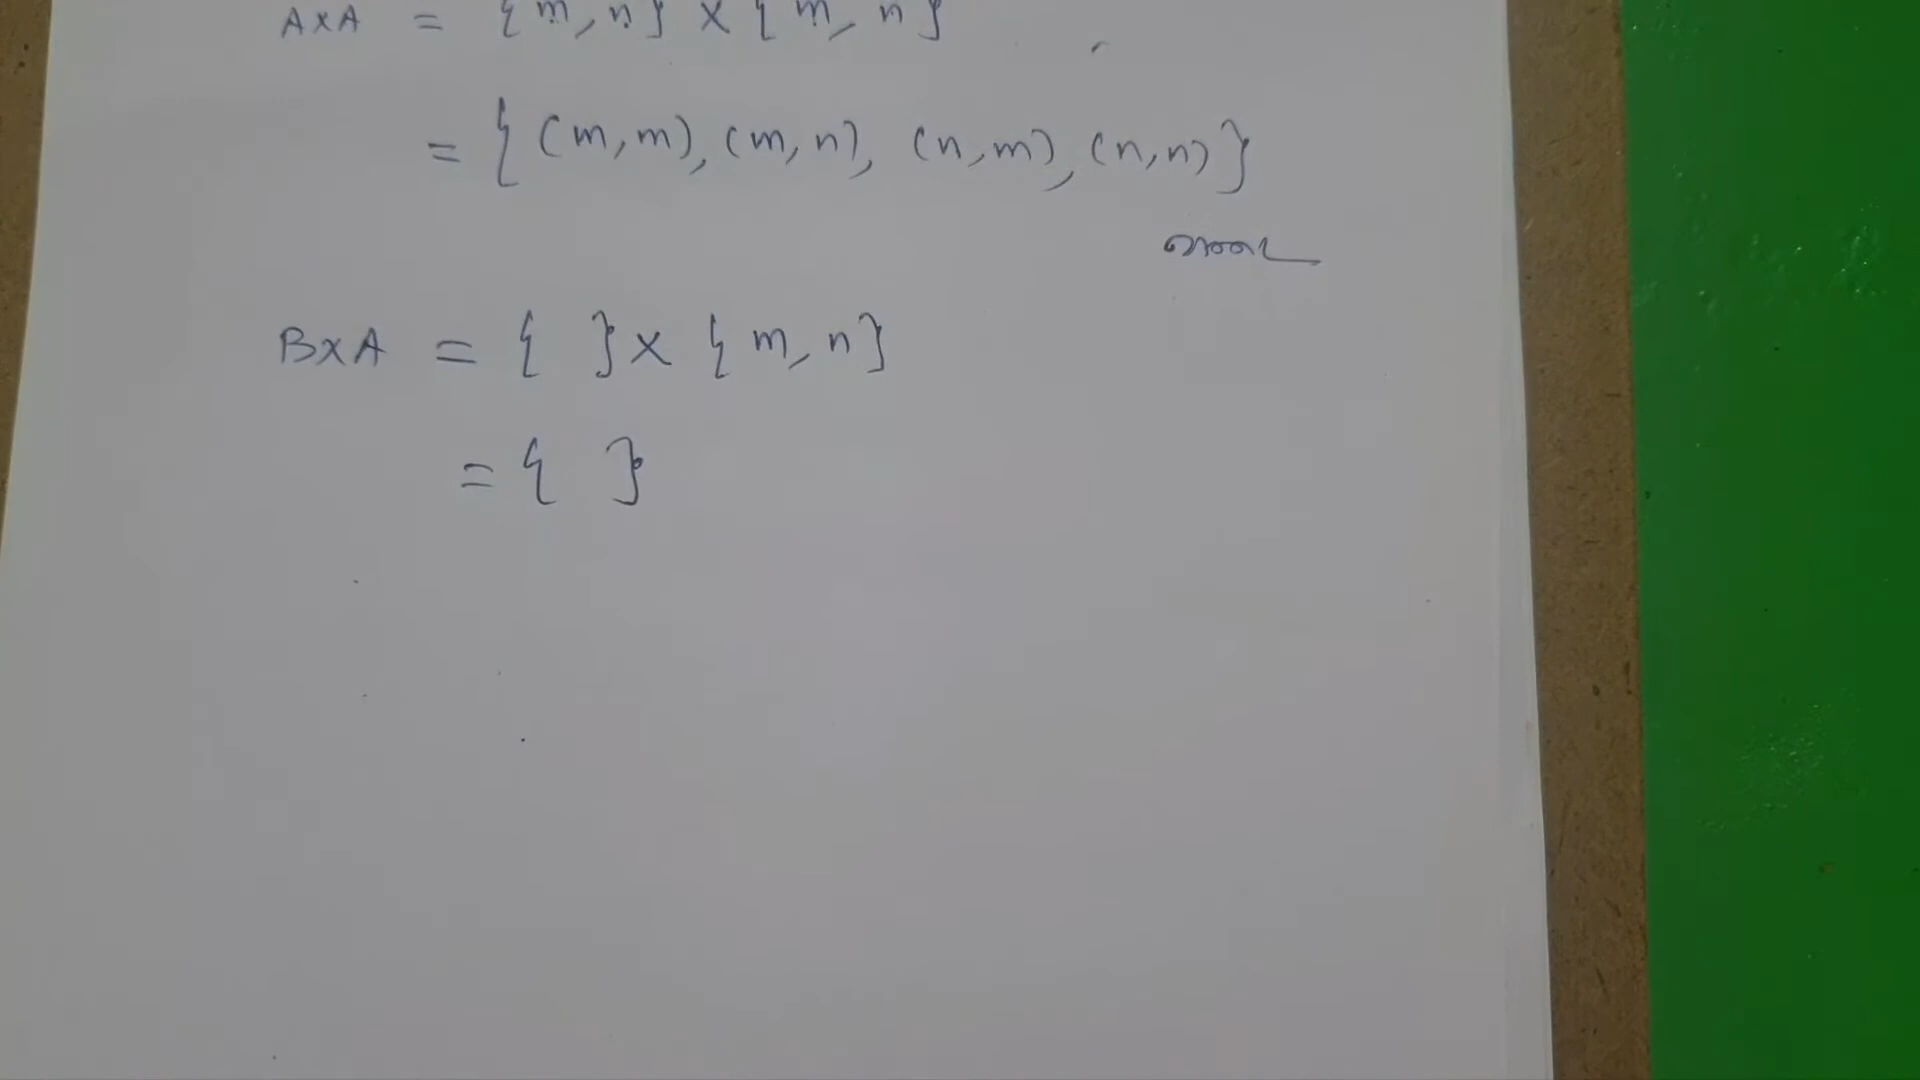 A×A = {m, n} × {m, n}
= {(m,m), (m,n), (n,m), (n,n)}
B×A = { } × {m, n}
= { }